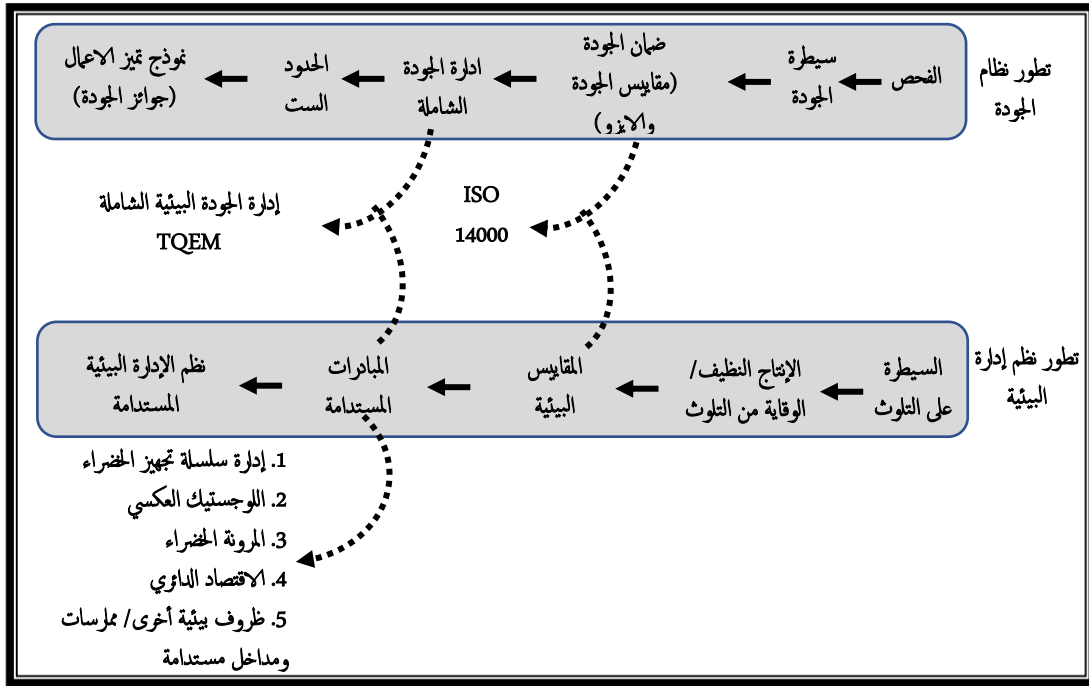 تطور نظام
الجودة
الفحص
سيطرة
الجودة
ضمان الجودة
(مقاييس الجودة
والايزو)
ادارة الجودة
الشاملة
الحدود
الست
نموذج تميز الاعمال
(جوائز الجودة)
ISO
14000
إدارة الجودة البيئية الشاملة
TQEM
تطور نظم إدارة
البيئية
السيطرة
على التلوث
الإنتاج النظيف/
الوقاية من التلوث
المقاييس
البيئية
المبادرات
المستدامة
نظم الإدارة البيئية
المستدامة
1. إدارة سلسلة تجهيز الخضراء
2. اللوجستيك العكسي
3. المرونة الخضراء
4. الاقتصاد الدائري
5. ظروف بيئية أخرى/ ممارسات
ومداخل مستدامة